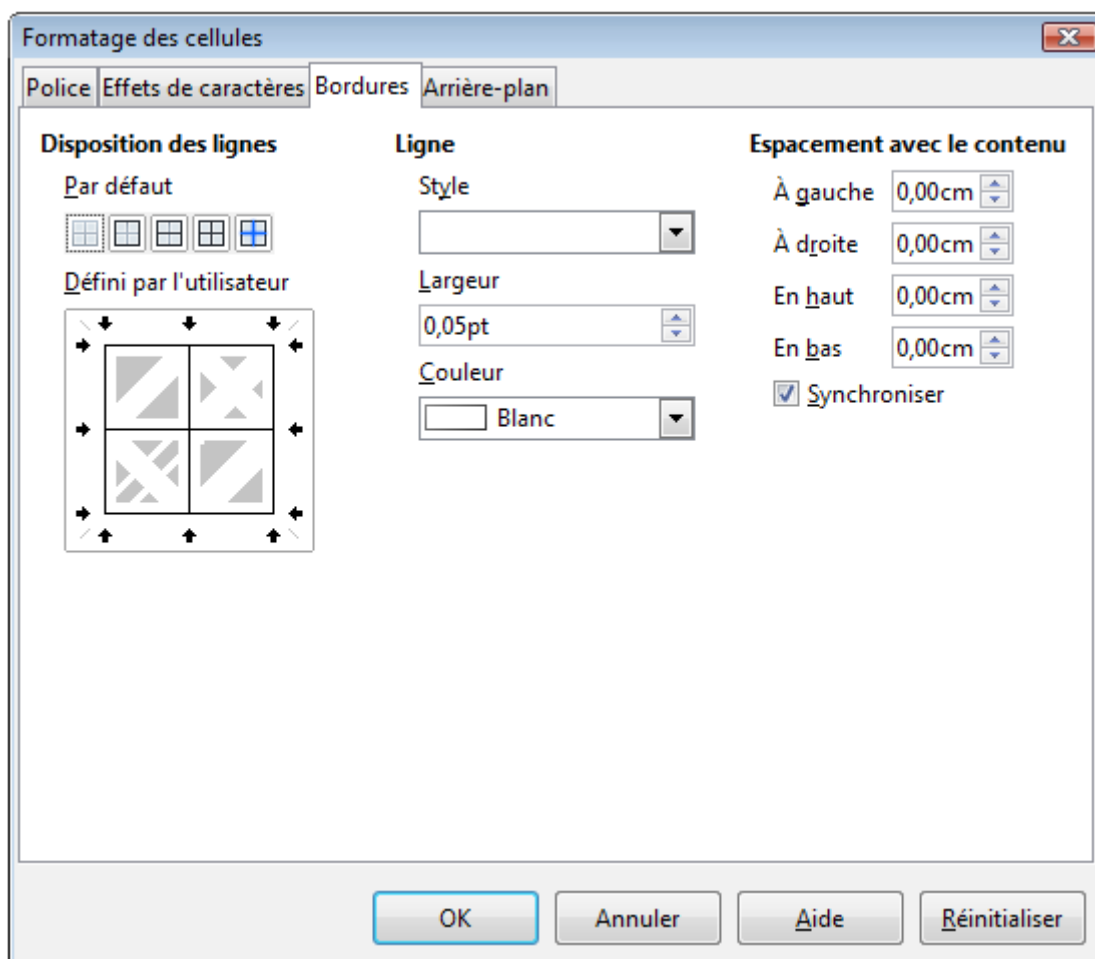 Formatage des cellules
Police Effets de caractères Bordures Arrière-plan
Disposition des lignes
Par défaut
Défini par l'utilisateur
Ligne
Style
Largeur
0,05pt
Couleur
Blanc
Espacement avec le contenu
À gauche 0,00cm
À droite 0,00cm
En haut 0,00cm
En bas 0,00cm
Synchroniser
OK Annuler Aide Réinitialiser